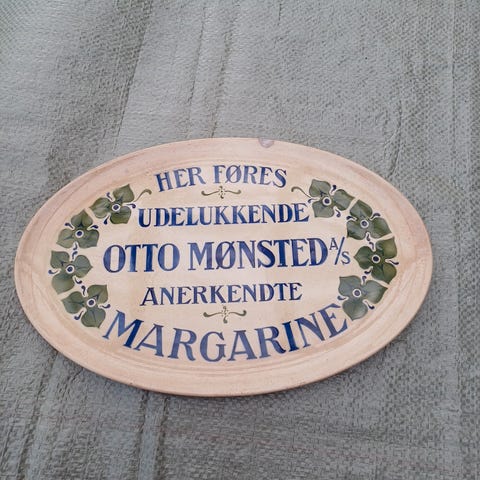 HER FØRES
UDELUKKENDE
OTTO MØNSTED A/S
ANERKENDTE
MARGARINE